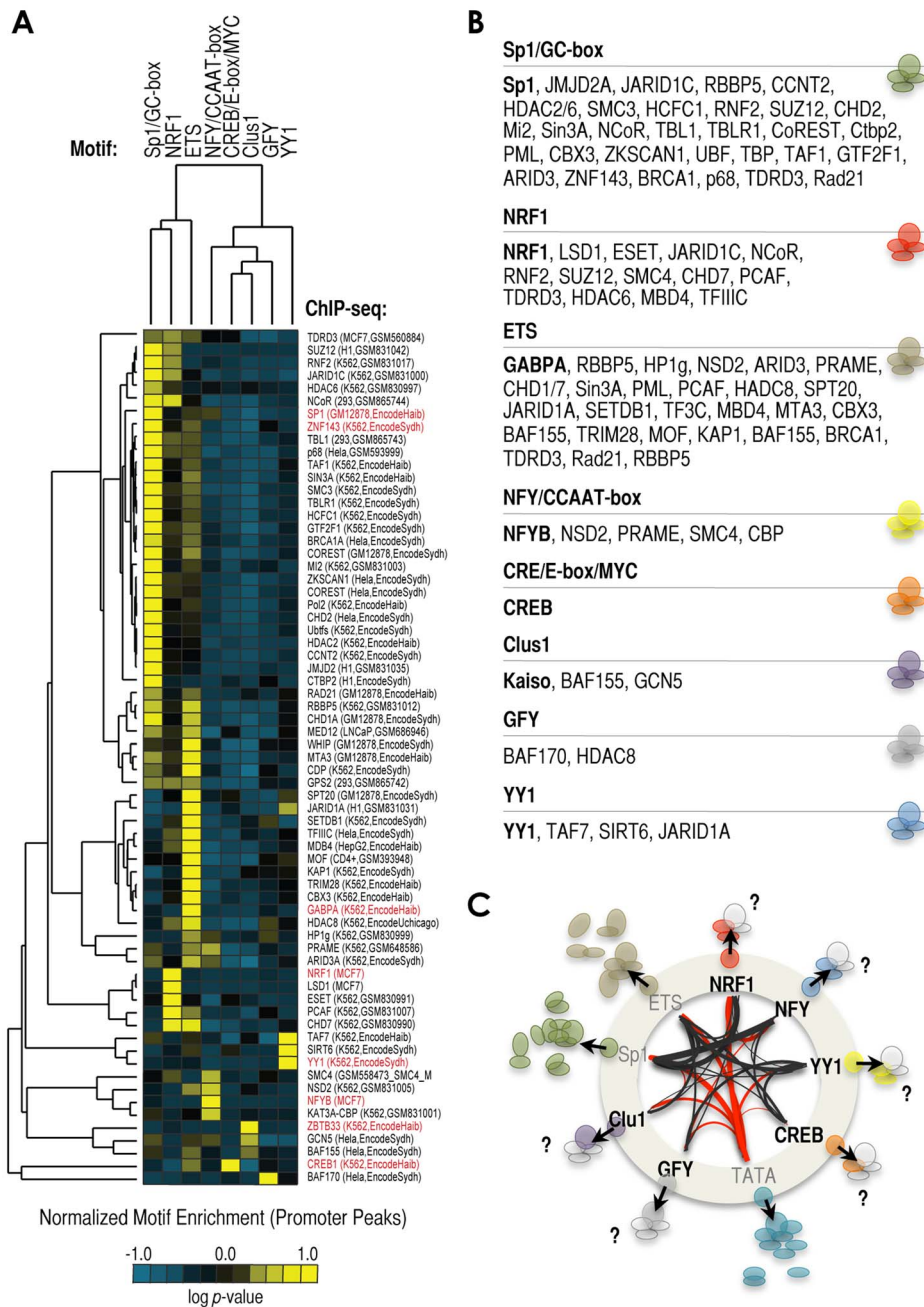 A
Motif:
Sp1/GC-box
NRF1
ETS
NFY/CCAAT-box
CREB/E-box/MYC
Clus1
GFY
YY1
ChIP-seq:
TDRD3 (MCF7,GSM560884)
SUZ12 (H1,GSM831042)
RNF2 (K562,GSM831017)
JARID1C (K562,GSM831000)
HDAC6 (K562,GSM830997)
NCoR (293,GSM865744)
SP1 (GM12878,EncodeHaib)
ZNF143 (K562,EncodeSydh)
TBL1 (293,GSM865743)
p68 (Hela,GSM593999)
TAF1 (K562,EncodeHaib)
SIN3A (K562,EncodeHaib)
SMC3 (K562,EncodeSydh)
TBLR1 (K562,EncodeSydh)
HCFC1 (K562,EncodeSydh)
GTF2F1 (K562,EncodeSydh)
BRCA1A (Hela,EncodeSydh)
COREST (GM12878,EncodeSydh)
Mi2 (K562,GSM831003)
ZKSCAN1 (Hela,EncodeSydh)
COREST (Hela,EncodeSydh)
Pol2 (K562,EncodeHaib)
CHD2 (Hela,EncodeSydh)
Ubtfs (K562,EncodeSydh)
HDAC2 (K562,EncodeHaib)
CCNT2 (K562,EncodeSydh)
JMJD2 (H1,GSM831035)
CTBP2 (H1,EncodeSydh)
RAD21 (GM12878,EncodeHaib)
RBBP5 (K562,GSM831012)
CHD1A (GM12878,EncodeSydh)
MED12 (LNCaP,GSM686946)
WHIP (GM12878,EncodeSydh)
MTA3 (GM12878,EncodeHaib)
CDP (K562,EncodeSydh)
GPS2 (293,GSM865742)
SPT20 (GM12878,EncodeSydh)
JARID1A (H1,GSM831031)
SETDB1 (K562,EncodeSydh)
TFIIIC (Hela,EncodeSydh)
MDB4 (HepG2,EncodeHaib)
MOF (CD4+,GSM393948)
KAP1 (K562,EncodeSydh)
TRIM28 (K562,EncodeHaib)
CBX3 (K562,EncodeHaib)
GABPA (K562,EncodeHaib)
HDAC8 (K562,EncodeUchicago)
HP1g (K562,GSM830999)
PRAME (K562,GSM648586)
ARID3A (K562,EncodeSydh)
NRF1 (MCF7)
LSD1 (MCF7)
ESET (K562,GSM830991)
PCAF (K562,GSM831007)
CHD7 (K562,GSM830990)
TAF7 (K562,EncodeHaib)
SIRT6 (K562,EncodeSydh)
YY1 (K562,EncodeSydh)
SMC4 (GSM558473_SMC4_M
NSD2 (K562,GSM831005)
NFYB (MCF7)
KAT3A-CBP (K562,GSM831001)
ZBTB33 (K562,EncodeHaib)
GCN5 (Hela,EncodeSydh)
BAF155 (Hela,EncodeSydh)
CREB1 (K562,EncodeHaib)
BAF170 (Hela,EncodeSydh)
Normalized Motif Enrichment (Promoter Peaks)
-1.0 0.0 1.0
log p-value
B
Sp1/GC-box
Sp1, JMJD2A, JARID1C, RBBP5, CCNT2,
HDAC2/6, SMC3, HCFC1, RNF2, SUZ12, CHD2,
Mi2, Sin3A, NCoR, TBL1, TBLR1, CoREST, Ctbp2,
PML, CBX3, ZKSCAN1, UBF, TBP, TAF1, GTF2F1,
ARID3, ZNF143, BRCA1, p68, TDRD3, Rad21
NRF1
NRF1, LSD1, ESET, JARID1C, NCoR,
RNF2, SUZ12, SMC4, CHD7, PCAF,
TDRD3, HDAC6, MBD4, TFIIIC
ETS
GABPA, RBBP5, HP1g, NSD2, ARID3, PRAME,
CHD1/7, Sin3A, PML, PCAF, HADC8, SPT20,
JARID1A, SETDB1, TF3C, MBD4, MTA3, CBX3,
BAF155, TRIM28, MOF, KAP1, BAF155, BRCA1,
TDRD3, Rad21, RBBP5
NFY/CCAAT-box
NFYB, NSD2, PRAME, SMC4, CBP
CRE/E-box/MYC
CREB
Clus1
Kaiso, BAF155, GCN5
GFY
BAF170, HDAC8
YY1
YY1, TAF7, SIRT6, JARID1A
C
?
NRF1
?
NFY
ETS
Sp1
YY1
?
Clu1
?
CREB
?
GFY
?
TATA